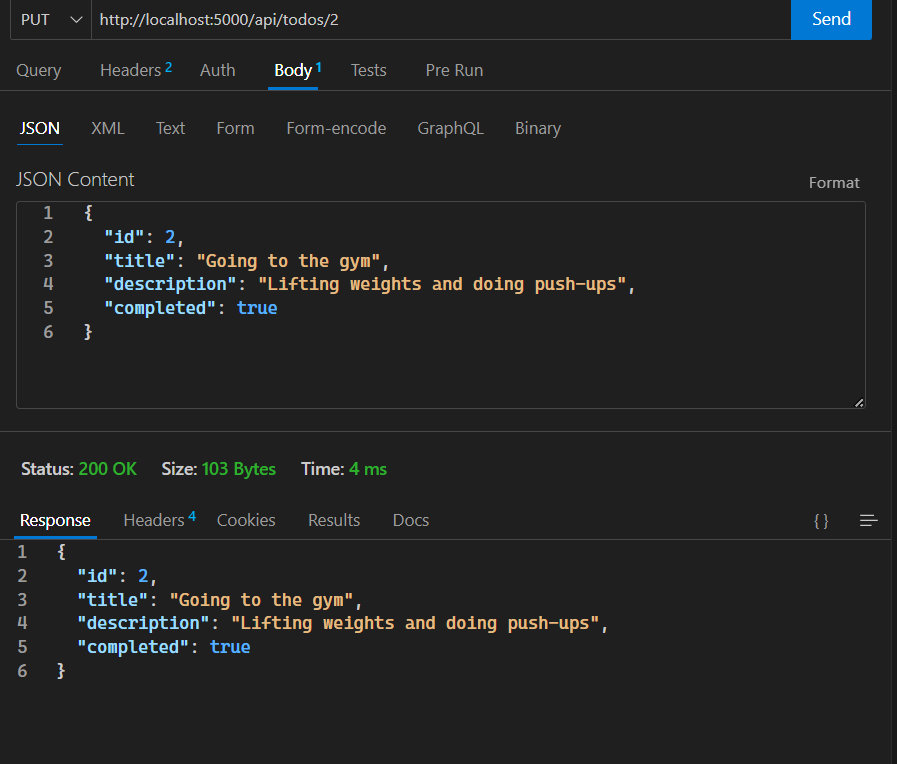 PUT http://localhost:5000/api/todos/2 Send
Query Headers 2 Auth Body 1 Tests Pre Run
JSON XML Text Form Form-encode GraphQL Binary
JSON Content Format
1 {
2 "id": 2,
3 "title": "Going to the gym",
4 "description": "Lifting weights and doing push-ups",
5 "completed": true
6 }
Status: 200 OK Size: 103 Bytes Time: 4 ms
Response Headers 4 Cookies Results Docs { }
1 {
2 "id": 2,
3 "title": "Going to the gym",
4 "description": "Lifting weights and doing push-ups",
5 "completed": true
6 }